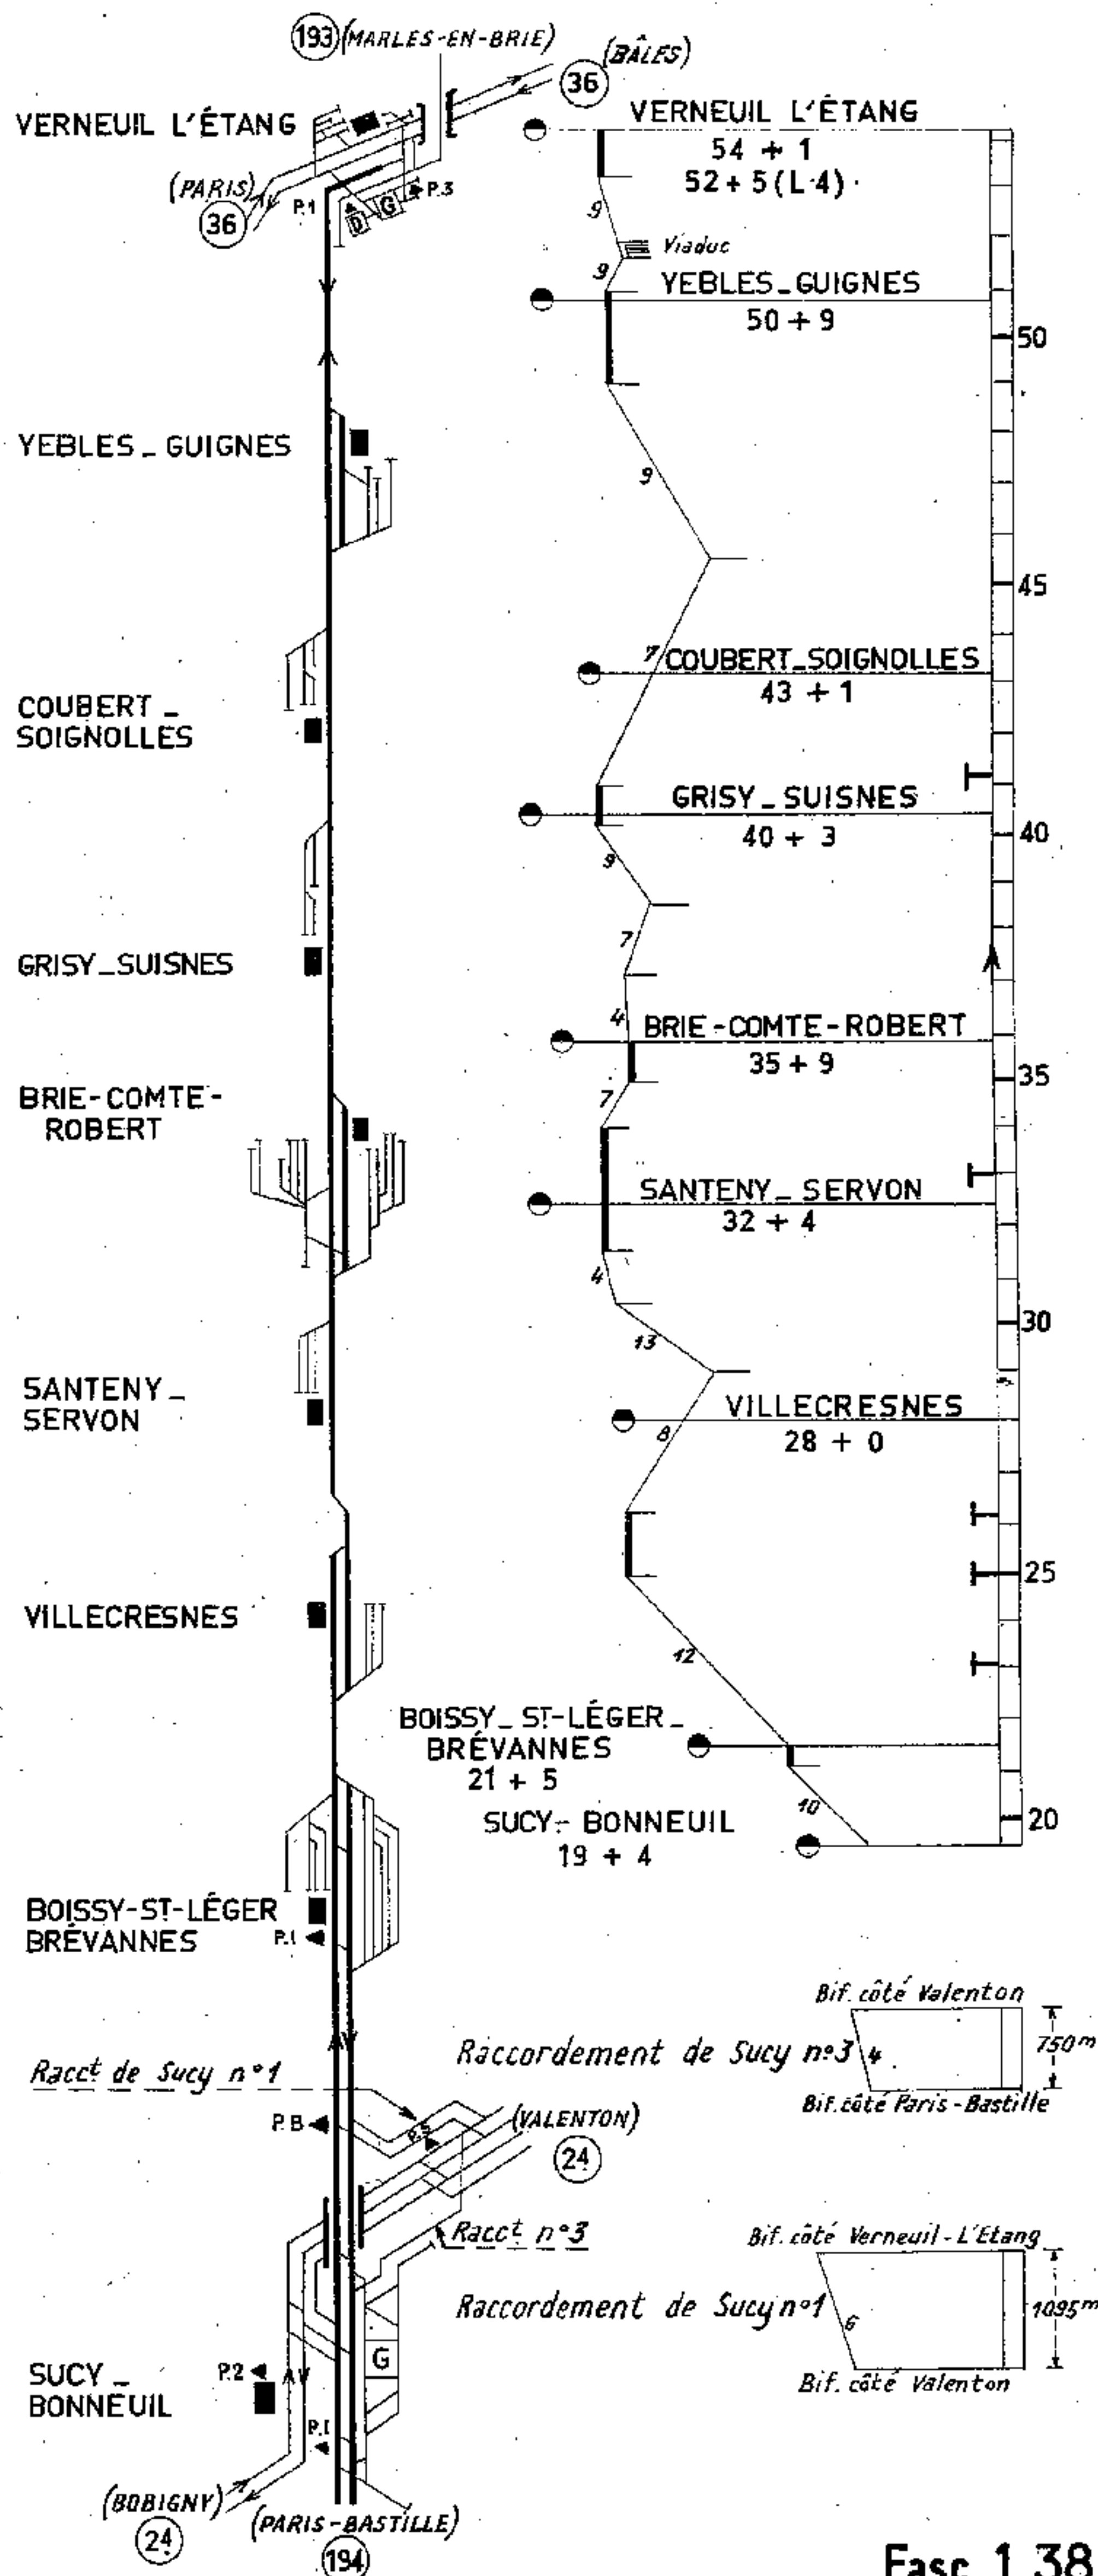 193 (MARLES-EN-BRIE)
(BÂLES)
36
VERNEUIL L'ÉTANG
(PARIS)
36
P.1
D
G
P.3
VERNEUIL L'ÉTANG
54 + 1
52 + 5 (L.4)
9
Viaduc
9
YEBLES_GUIGNES
50 + 9
50
YEBLES_GUIGNES
9
45
7
COUBERT_SOIGNOLLES
43 + 1
COUBERT_
SOIGNOLLES
GRISY_SUISNES
40 + 3
40
9
GRISY_SUISNES
7
4
BRIE-COMTE-ROBERT
35 + 9
35
BRIE-COMTE-
ROBERT
7
SANTENY_SERVON
32 + 4
4
30
13
SANTENY_
SERVON
VILLECRESNES
28 + 0
8
25
VILLECRESNES
12
BOISSY_ST-LÉGER_
BRÉVANNES
21 + 5
10
20
SUCY-BONNEUIL
19 + 4
BOISSY-ST-LÉGER
BRÉVANNES
P.1
AV
Bif. côté Valenton
Raccordement de Sucy n°3
4
750m
Bif. côté Paris-Bastille
Racct de Sucy n°1
P.B
P.5
(VALENTON)
24
Racct n°3
Bif. côté Verneuil-L'Etang
Raccordement de Sucy n°1
6
1095m
Bif. côté Valenton
G
SUCY_
BONNEUIL
P.2
AV
P.1
(BOBIGNY)
24
(PARIS-BASTILLE)
194
Fasc. 1.38